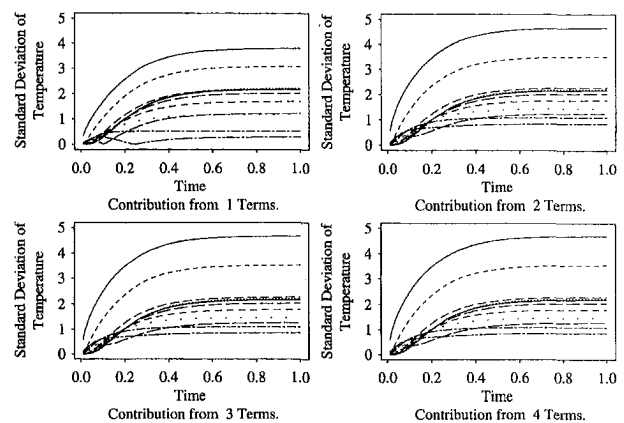 Standard Deviation of
Temperature
5
4
3
2
1
0
0.0 0.2 0.4 0.6 0.8 1.0
Time
Contribution from 1 Terms.
Standard Deviation of
Temperature
5
4
3
2
1
0
0.0 0.2 0.4 0.6 0.8 1.0
Time
Contribution from 2 Terms.
Standard Deviation of
Temperature
5
4
3
2
1
0
0.0 0.2 0.4 0.6 0.8 1.0
Time
Contribution from 3 Terms.
Standard Deviation of
Temperature
5
4
3
2
1
0
0.0 0.2 0.4 0.6 0.8 1.0
Time
Contribution from 4 Terms.